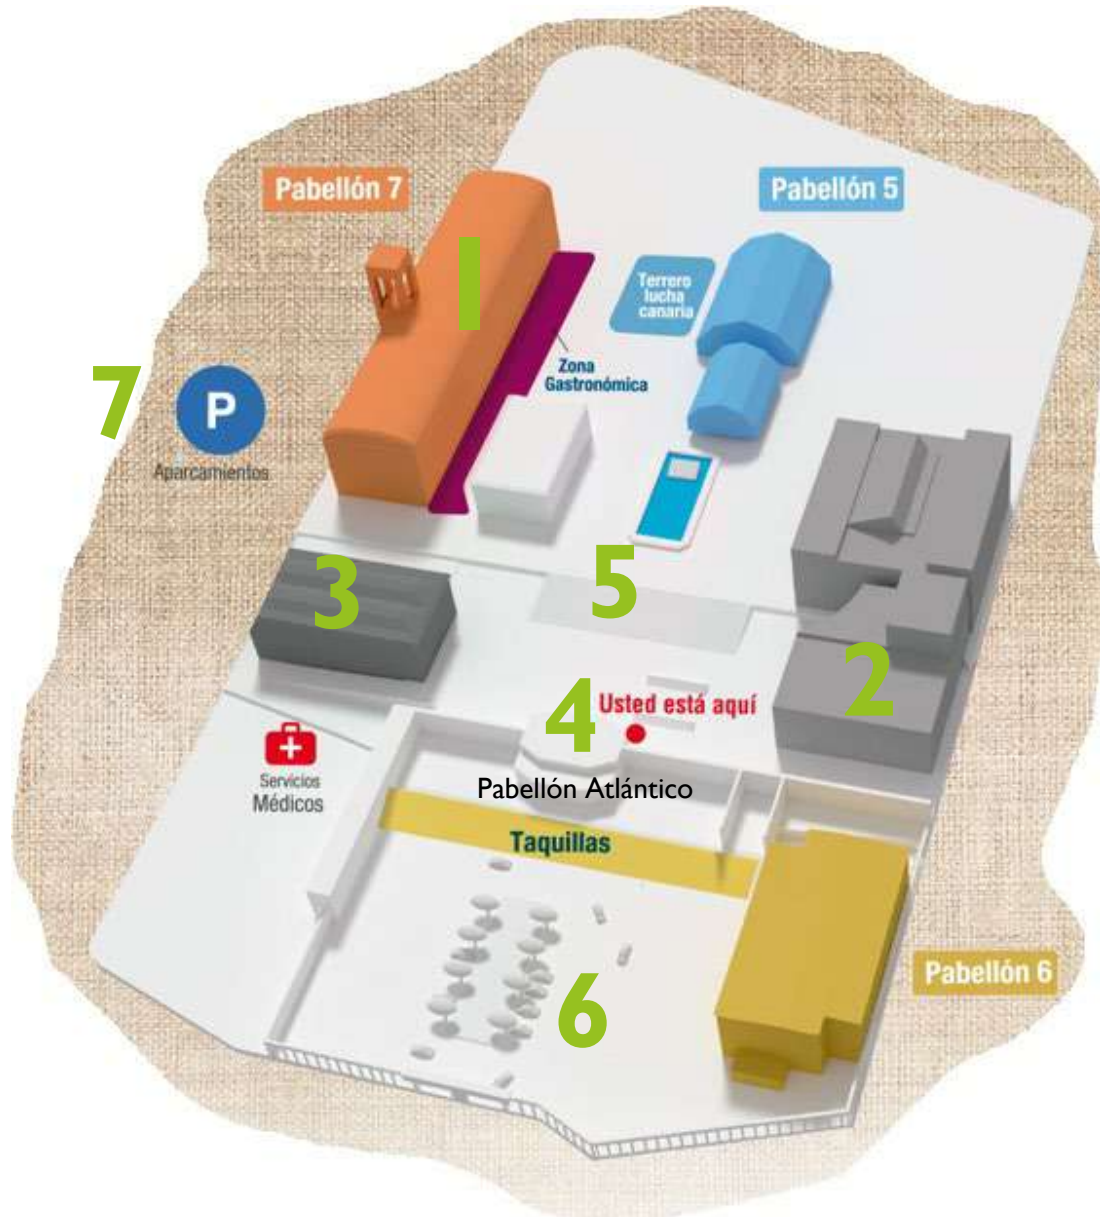 Pabellón 7
Pabellón 5
1
Terrero
lucha
canaria
Zona
Gastronómica
7
P
Aparcamientos
3
5
2
4
Usted está aquí
Servicios
Médicos
Pabellón Atlántico
Taquillas
Pabellón 6
6